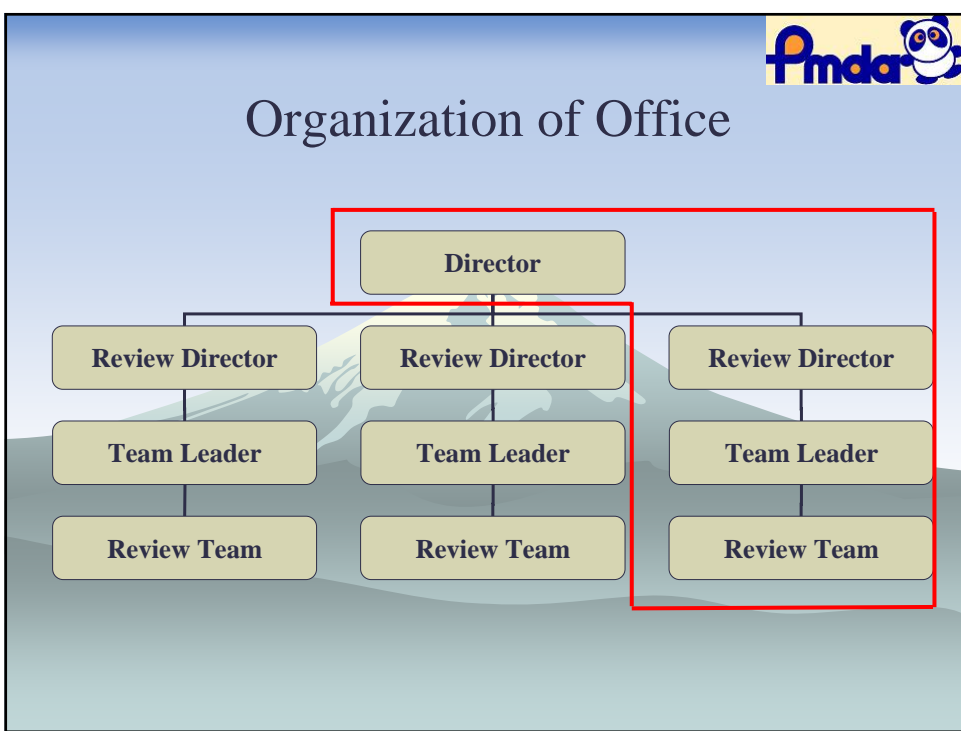 Pmda
Organization of Office
Director
Review Director
Review Director
Review Director
Team Leader
Team Leader
Team Leader
Review Team
Review Team
Review Team